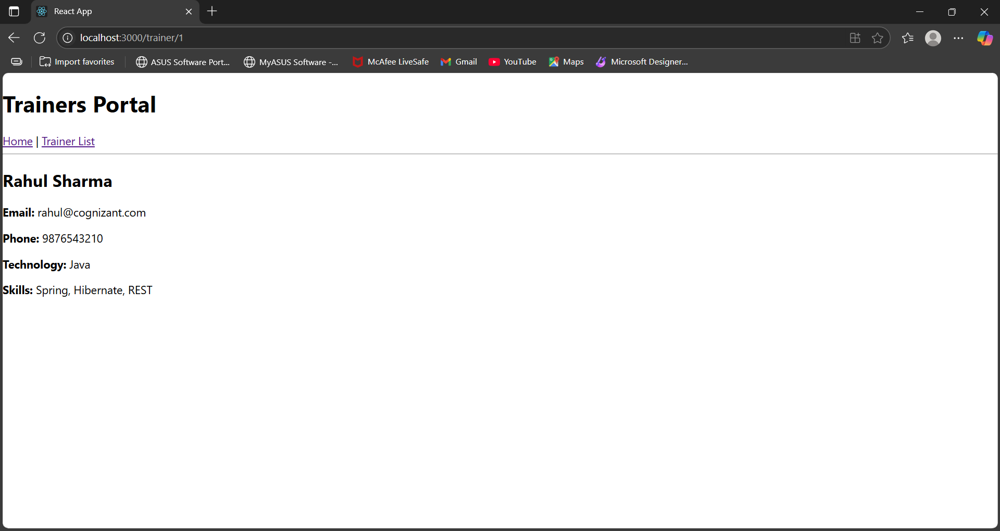 React App
localhost:3000/trainer/1
Import favorites
ASUS Software Port...
MyASUS Software -...
McAfee LiveSafe
Gmail
YouTube
Maps
Microsoft Designer...
Trainers Portal
Home | Trainer List
Rahul Sharma
Email: rahul@cognizant.com
Phone: 9876543210
Technology: Java
Skills: Spring, Hibernate, REST